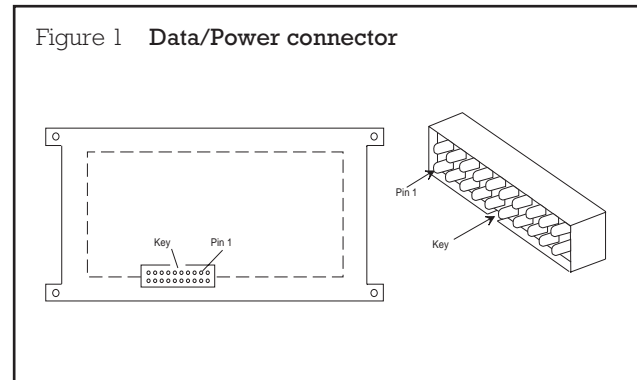 Figure 1 Data/Power connector
Key Pin 1
Pin 1
Key